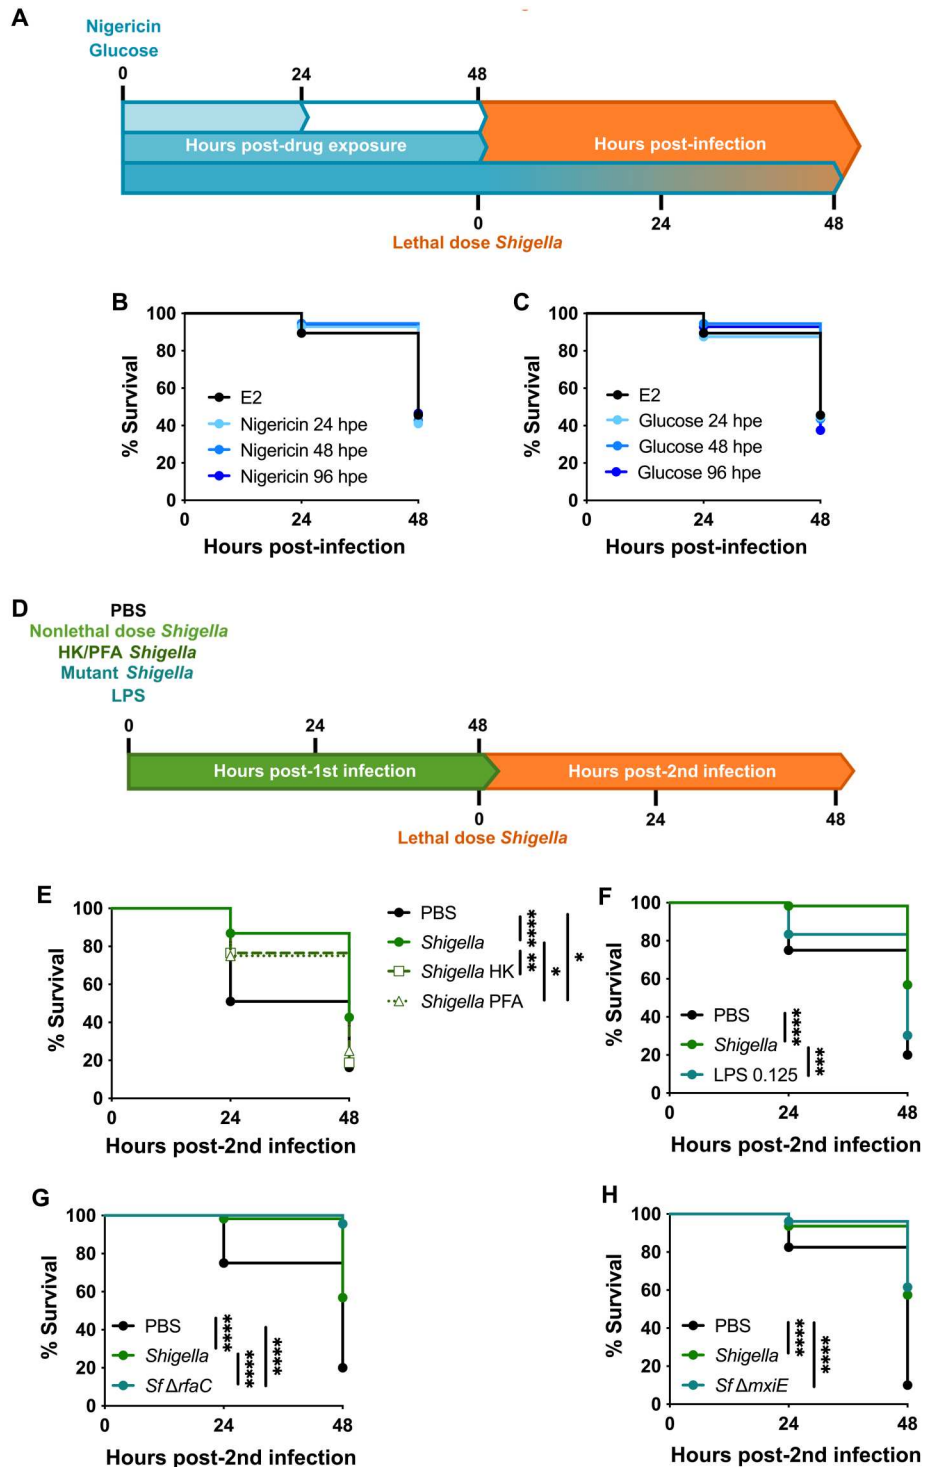 A
Nigericin
Glucose
0 24 48
Hours post-drug exposure
Hours post-infection
0 24 48
Lethal dose Shigella
B
% Survival
100
80
60
40
20
0
E2
Nigericin 24 hpe
Nigericin 48 hpe
Nigericin 96 hpe
0 24 48
Hours post-infection
C
% Survival
100
80
60
40
20
0
E2
Glucose 24 hpe
Glucose 48 hpe
Glucose 96 hpe
0 24 48
Hours post-infection
D
PBS
Nonlethal dose Shigella
HK/PFA Shigella
Mutant Shigella
LPS
0 24 48
Hours post-1st infection
Hours post-2nd infection
0 24 48
Lethal dose Shigella
E
% Survival
100
80
60
40
20
0
0 24 48
Hours post-2nd infection
PBS
Shigella
Shigella HK
Shigella PFA
****
**
*
*
F
% Survival
100
80
60
40
20
0
PBS
Shigella
LPS 0.125
****
***
0 24 48
Hours post-2nd infection
G
% Survival
100
80
60
40
20
0
PBS
Shigella
Sf ΔrfaC
****
****
****
0 24 48
Hours post-2nd infection
H
% Survival
100
80
60
40
20
0
PBS
Shigella
Sf ΔmxiE
****
****
0 24 48
Hours post-2nd infection